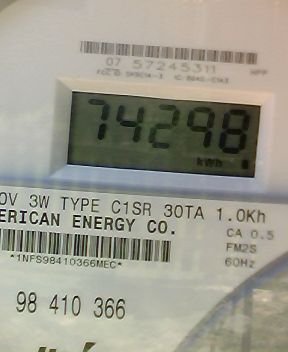 07 57245311
74298
kWh
0V 3W TYPE C1SR 30TA 1.0Kh
ERICAN ENERGY CO.
CA 0.5
FM2S
60Hz
*1NFS98410366MEC*
98 410 366